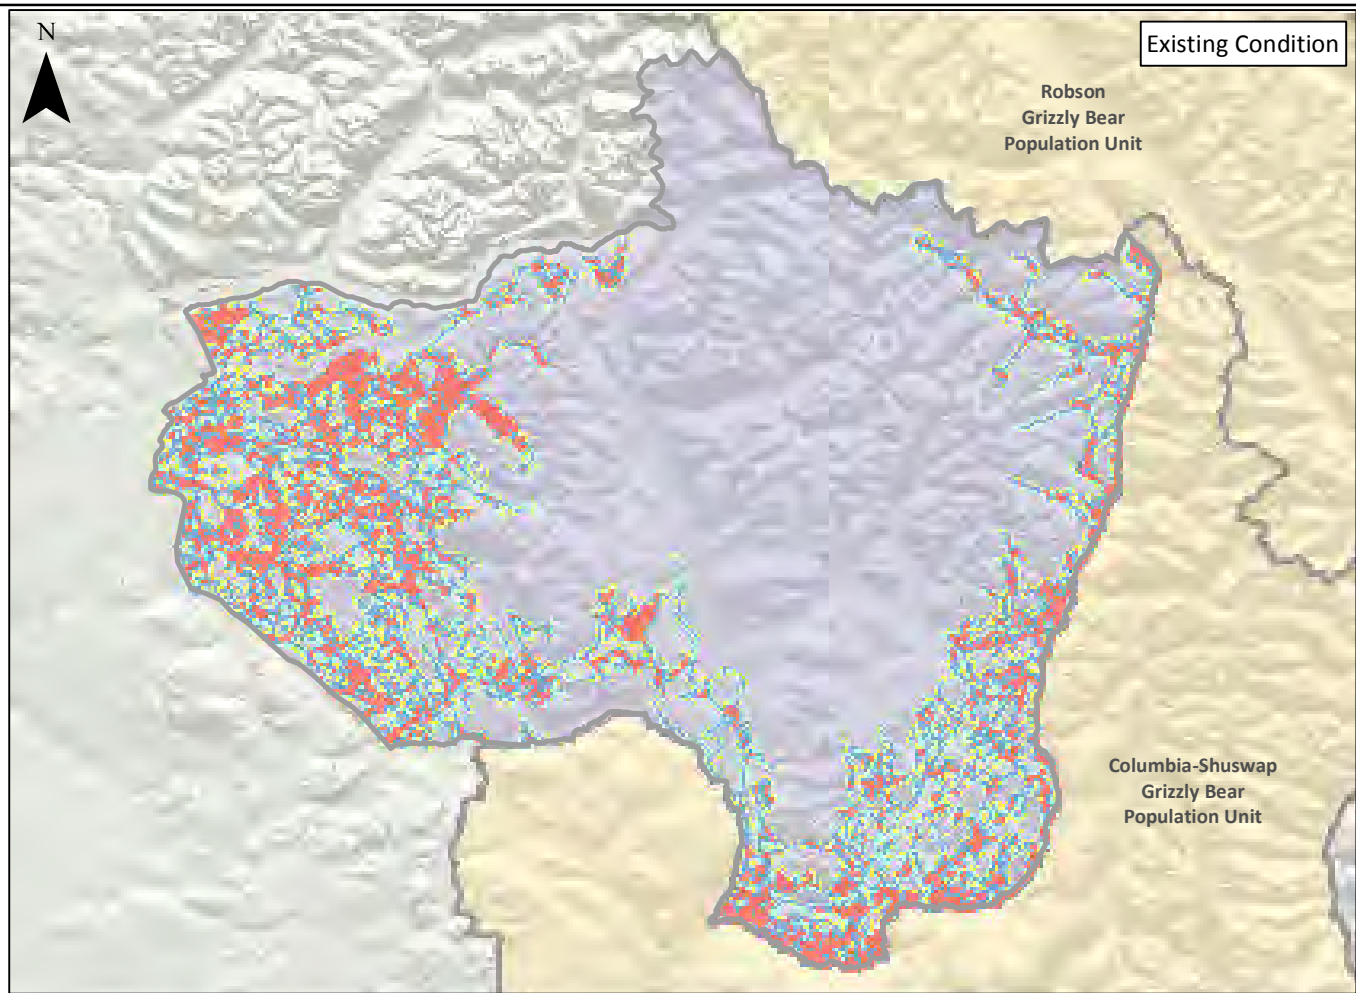 N
Existing Condition
Robson
Grizzly Bear
Population Unit
Columbia-Shuswap
Grizzly Bear
Population Unit